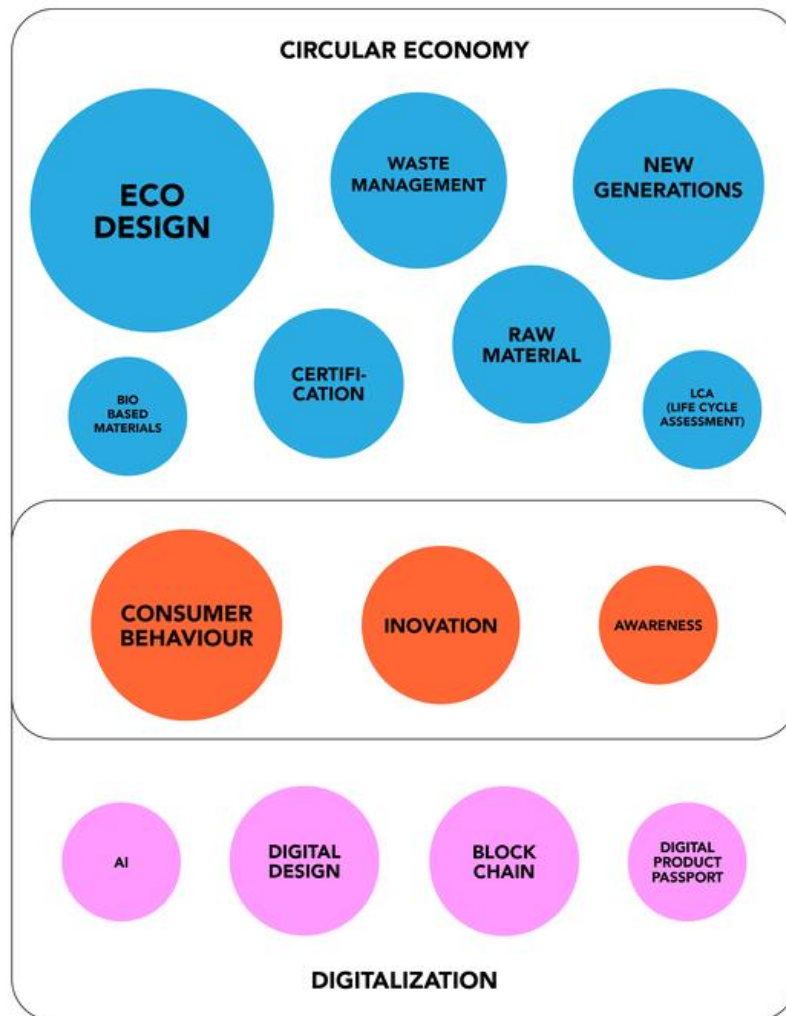 CIRCULAR ECONOMY
ECO
DESIGN
WASTE
MANAGEMENT
NEW
GENERATIONS
BIO
BASED
MATERIALS
CERTIFI-
CATION
RAW
MATERIAL
LCA
(LIFE CYCLE
ASSESSMENT)
CONSUMER
BEHAVIOUR
INOVATION
AWARENESS
AI
DIGITAL
DESIGN
BLOCK
CHAIN
DIGITAL
PRODUCT
PASSPORT
DIGITALIZATION